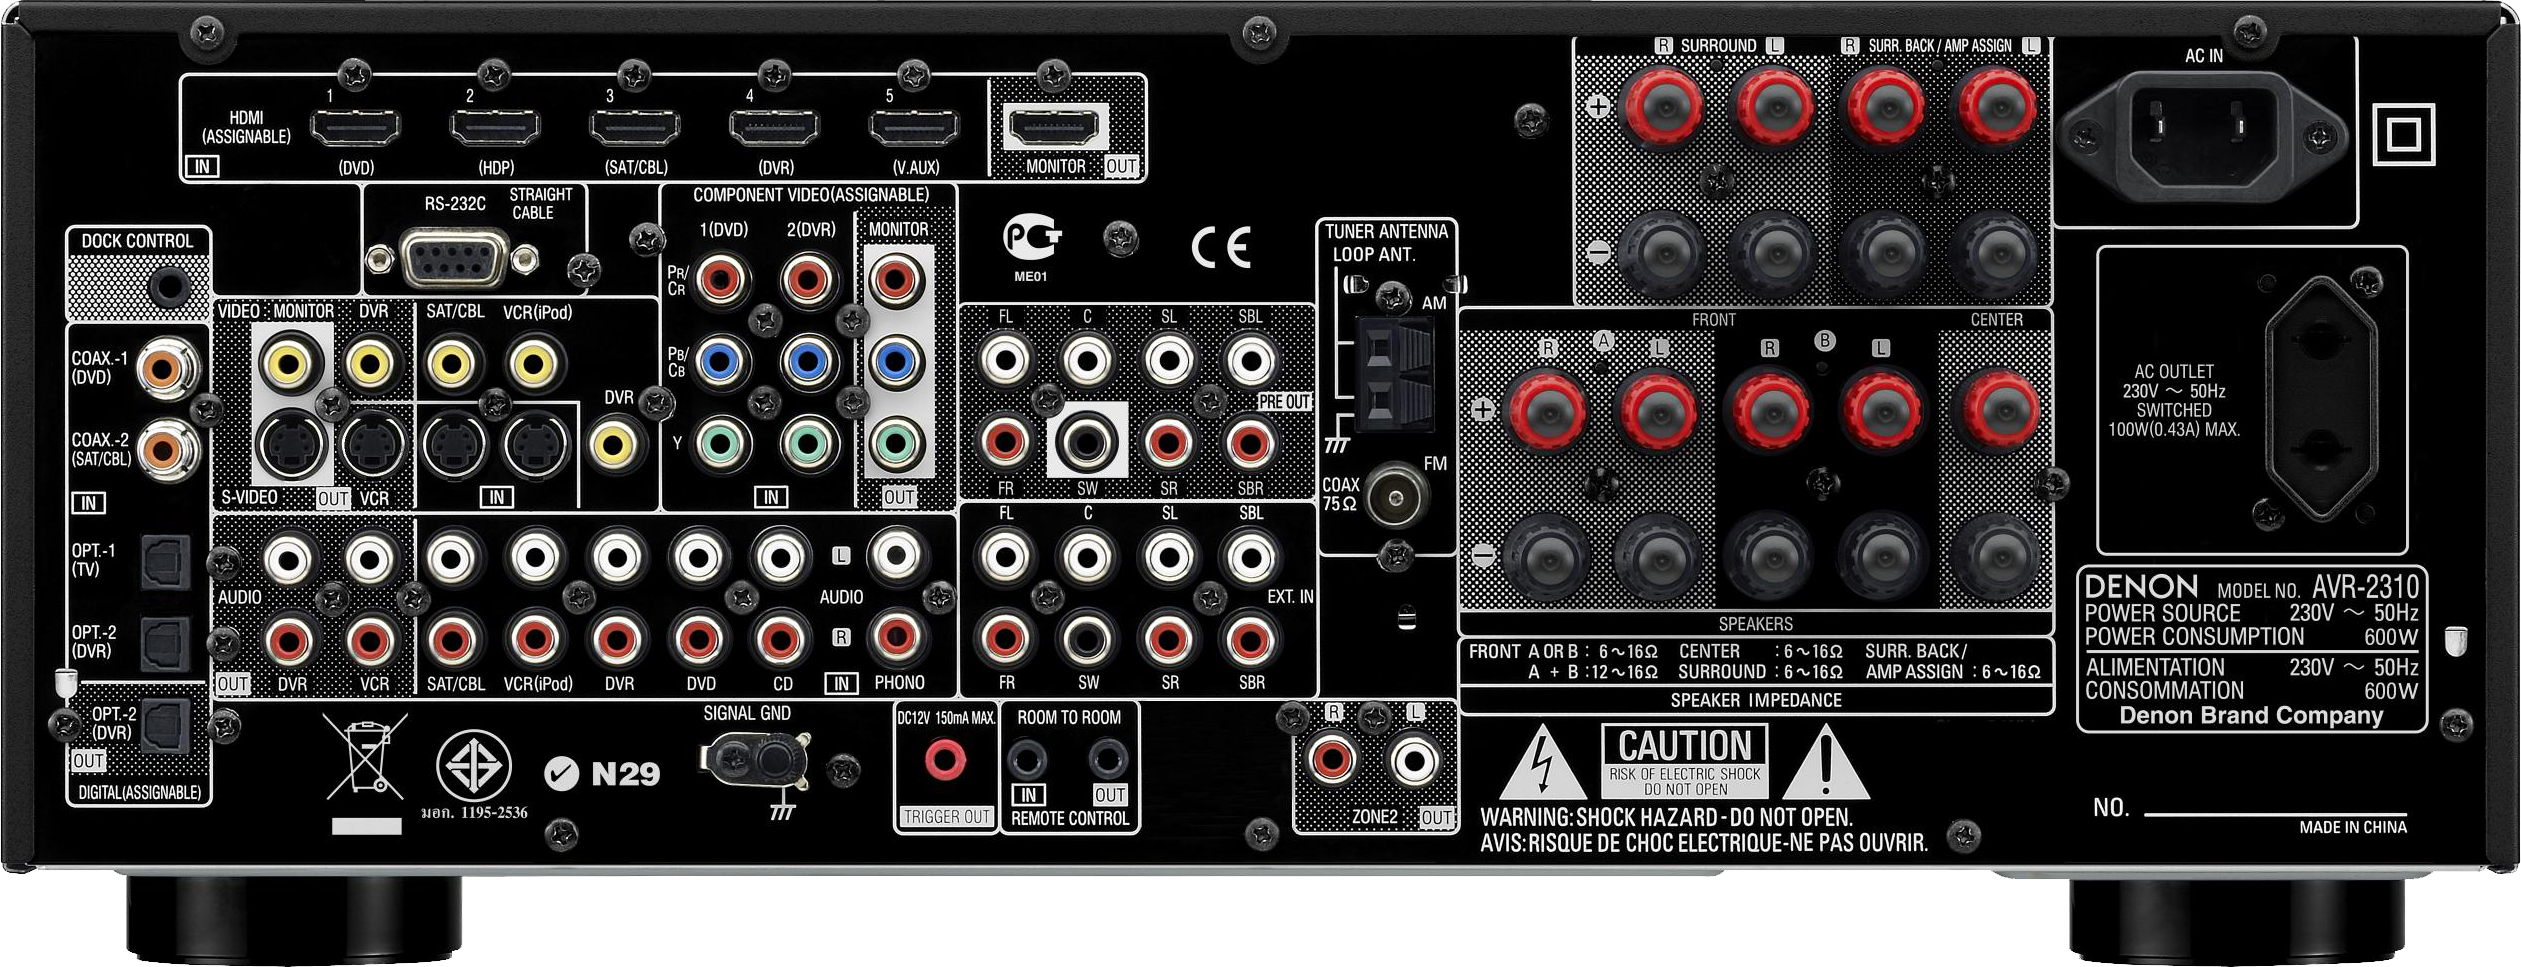 R SURROUND L
R SURR. BACK / AMP ASSIGN L
AC IN
1 2 3 4 5
HDMI
(ASSIGNABLE)
IN
(DVD) (HDP) (SAT/CBL) (DVR) (V.AUX) MONITOR OUT
RS-232C
STRAIGHT
CABLE
COMPONENT VIDEO(ASSIGNABLE)
1(DVD) 2(DVR) MONITOR
PR/
CR
PB/
CB
Y
IN
OUT
PCT
ME01
CE
DOCK CONTROL
COAX.-1
(DVD)
COAX.-2
(SAT/CBL)
IN
OPT.-1
(TV)
OPT.-2
(DVR)
OPT.-2
(DVR)
OUT
DIGITAL(ASSIGNABLE)
VIDEO MONITOR DVR SAT/CBL VCR(iPod)
DVR
S-VIDEO OUT VCR IN
AUDIO
AUDIO
L
R
OUT DVR VCR SAT/CBL VCR(iPod) DVR DVD CD IN PHONO
FL C SL SBL
PRE OUT
FR SW SR SBR
FL C SL SBL
EXT. IN
FR SW SR SBR
TUNER ANTENNA
LOOP ANT.
AM
FM
COAX
75Ω
+
−
FRONT CENTER
R A L R B L
+
−
SPEAKERS
FRONT A OR B : 6～16Ω CENTER : 6～16Ω SURR. BACK /
A + B :12～16Ω SURROUND : 6～16Ω AMP ASSIGN : 6～16Ω
SPEAKER IMPEDANCE
AC OUTLET
230V ～ 50Hz
SWITCHED
100W(0.43A) MAX.
DENON MODEL NO. AVR-2310
POWER SOURCE 230V ～ 50Hz
POWER CONSUMPTION 600W
ALIMENTATION 230V ～ 50Hz
CONSOMMATION 600W
Denon Brand Company
มอก. 1195-2536
N29
SIGNAL GND
DC12V 150mA MAX.
TRIGGER OUT
ROOM TO ROOM
IN OUT
REMOTE CONTROL
R L
ZONE2 OUT
CAUTION
RISK OF ELECTRIC SHOCK
DO NOT OPEN
!
WARNING: SHOCK HAZARD - DO NOT OPEN.
AVIS: RISQUE DE CHOC ELECTRIQUE-NE PAS OUVRIR.
NO.
MADE IN CHINA